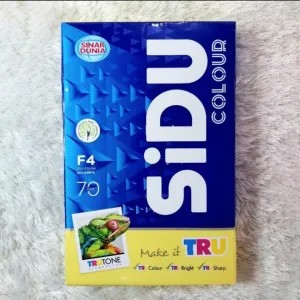 SINAR
DUNIA
SiDU
COLOUR
F4
70
TRUTONE
Make it TRU
TRU Colour TRU Bright TRU Sharp